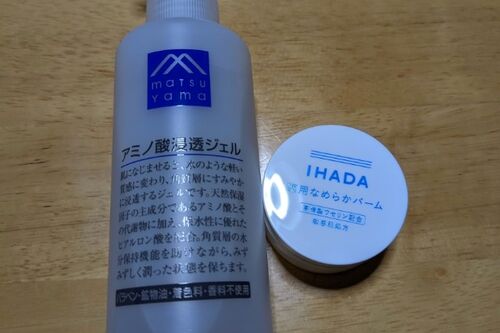 matsu
yama
アミノ酸浸透ジェル
肌になじませると、水のような軽い
質感に変わり、角質層にすみやか
に浸透するジェルです。天然保湿
因子の主成分であるアミノ酸とそ
の代謝物に加え、保水性に優れた
ヒアルロン酸を配合。角質層の水
分保持機能を助けながら、みず
みずしく潤った状態を保ちます。
パラベン・鉱物油・着色料・香料不使用
IHADA
薬用なめらかバーム
高精製ワセリン配合
敏感肌処方